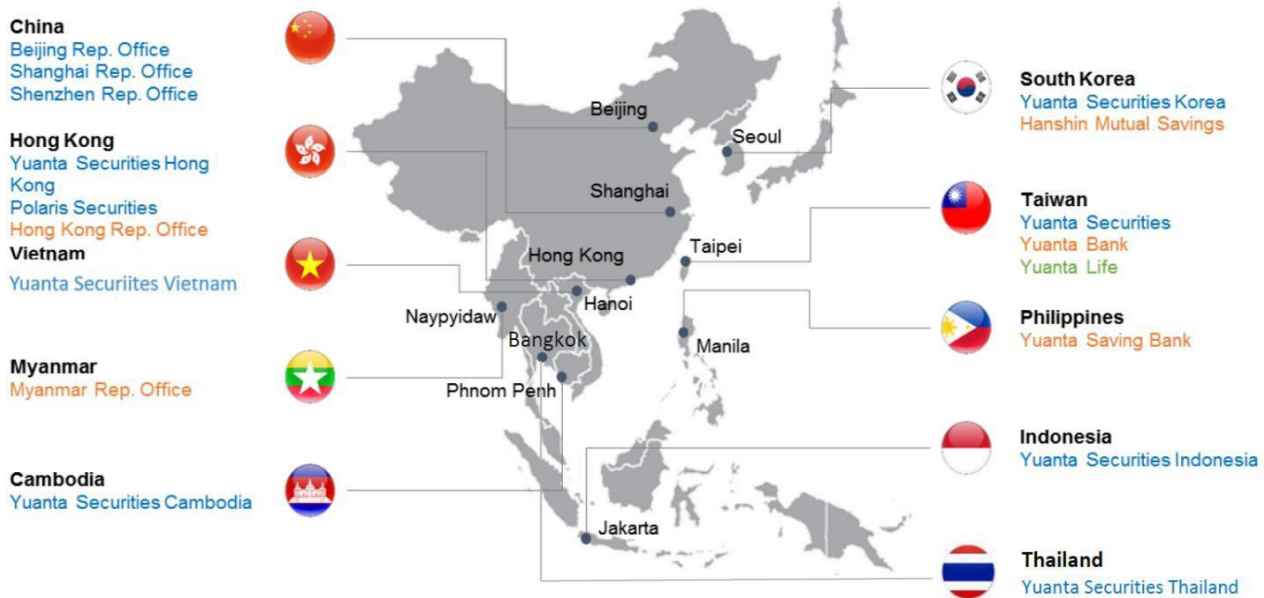 China
Beijing Rep. Office
Shanghai Rep. Office
Shenzhen Rep. Office
Hong Kong
Yuanta Securities Hong
Kong
Polaris Securities
Hong Kong Rep. Office
Vietnam
Yuanta Securiites Vietnam
Myanmar
Myanmar Rep. Office
Cambodia
Yuanta Securities Cambodia
Beijing
Seoul
Shanghai
Taipei
Hong Kong
Hanoi
Naypyidaw
Bangkok
Manila
Phnom Penh
Jakarta
South Korea
Yuanta Securities Korea
Hanshin Mutual Savings
Taiwan
Yuanta Securities
Yuanta Bank
Yuanta Life
Philippines
Yuanta Saving Bank
Indonesia
Yuanta Securities Indonesia
Thailand
Yuanta Securities Thailand